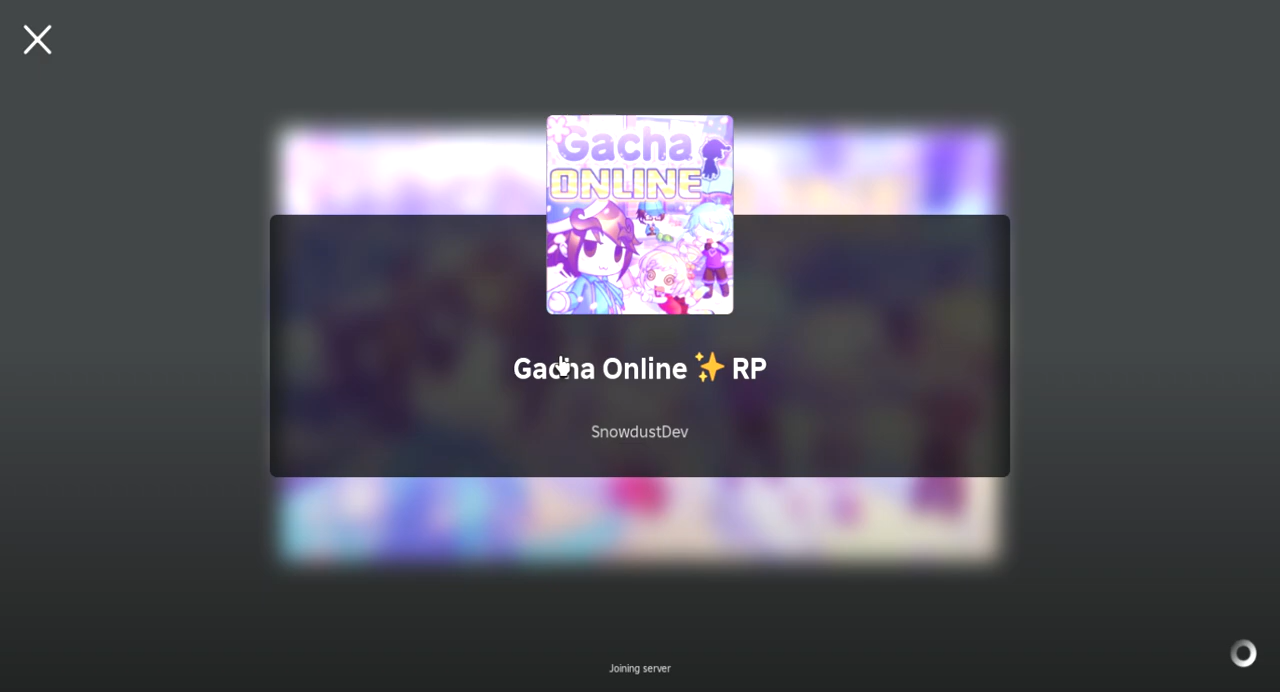 Gacha
ONLINE
Gacha Online ✨ RP
SnowdustDev
Joining server